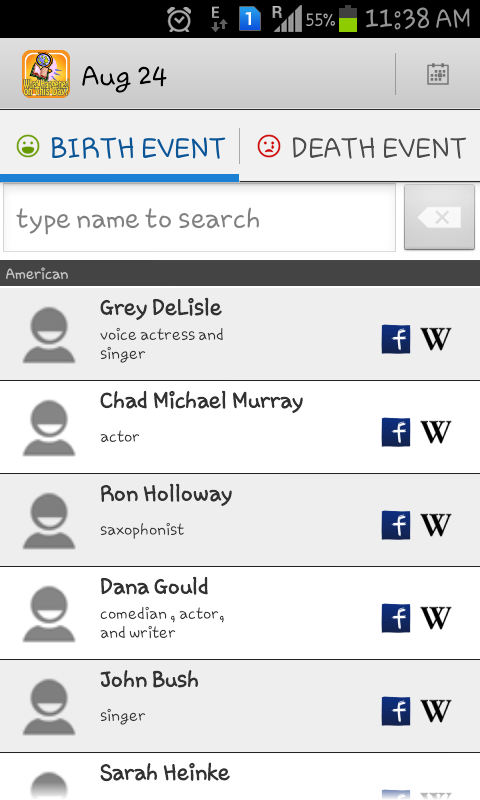 E
1
R
55%
11:38 AM
Aug 24
BIRTH EVENT
DEATH EVENT
type name to search
American
Grey DeLisle
voice actress and
singer
f W
Chad Michael Murray
actor
f W
Ron Holloway
saxophonist
f W
Dana Gould
comedian , actor,
and writer
f W
John Bush
singer
f W
Sarah Heinke